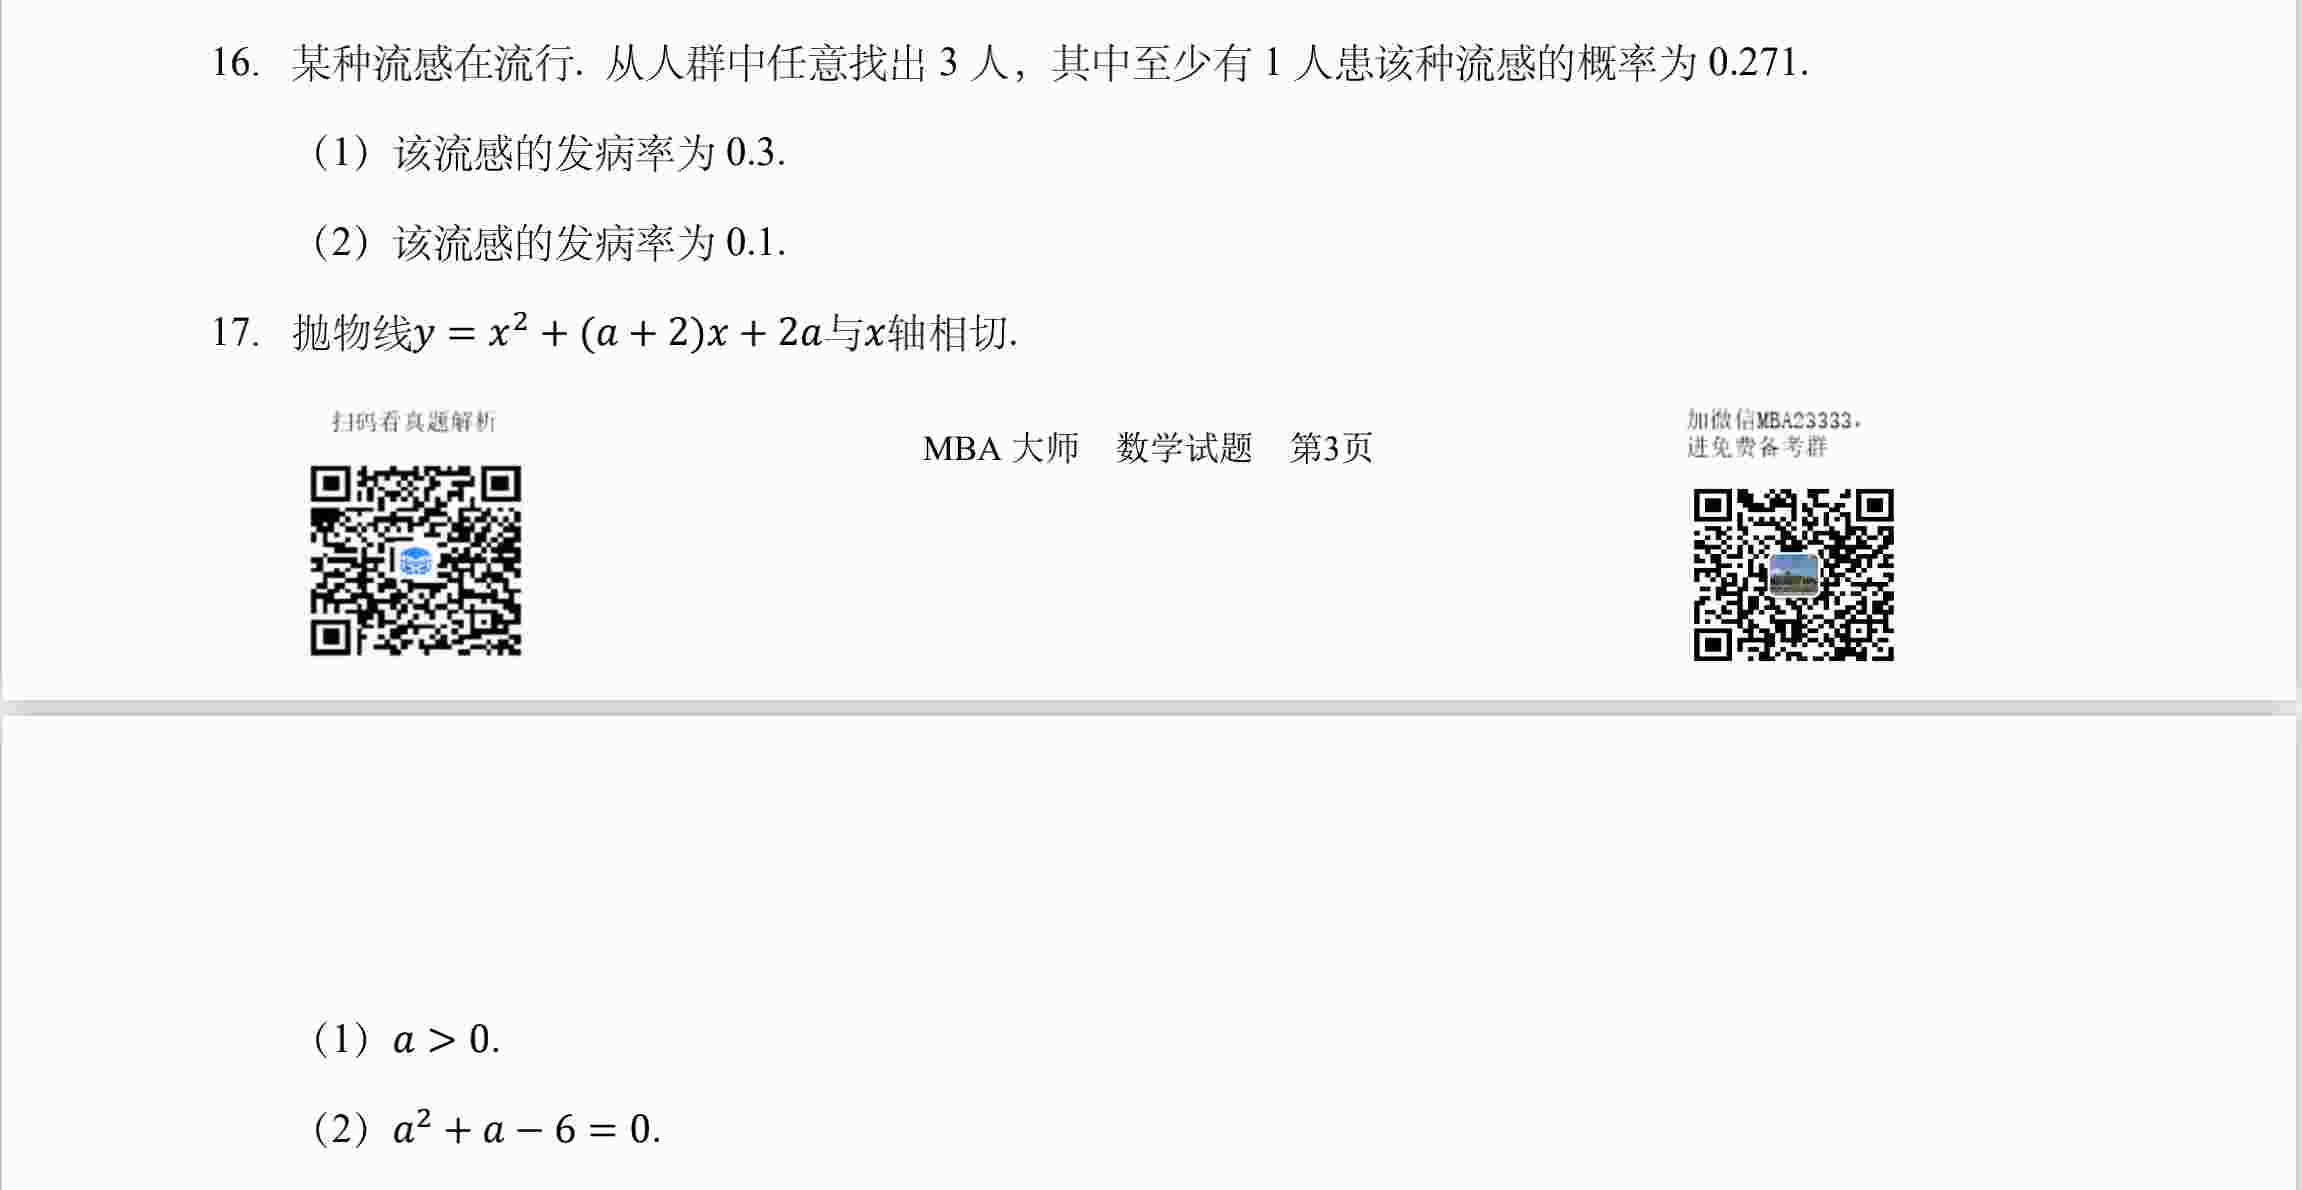 16. 某种流感在流行. 从人群中任意找出 3 人，其中至少有 1 人患该种流感的概率为 0.271.
（1）该流感的发病率为 0.3.
（2）该流感的发病率为 0.1.
17. 抛物线y = x² + (a + 2)x + 2a与x轴相切.
扫码看真题解析
加微信MBA23333，
进免费备考群
MBA 大师 数学试题 第3页
（1）a > 0.
（2）a² + a − 6 = 0.